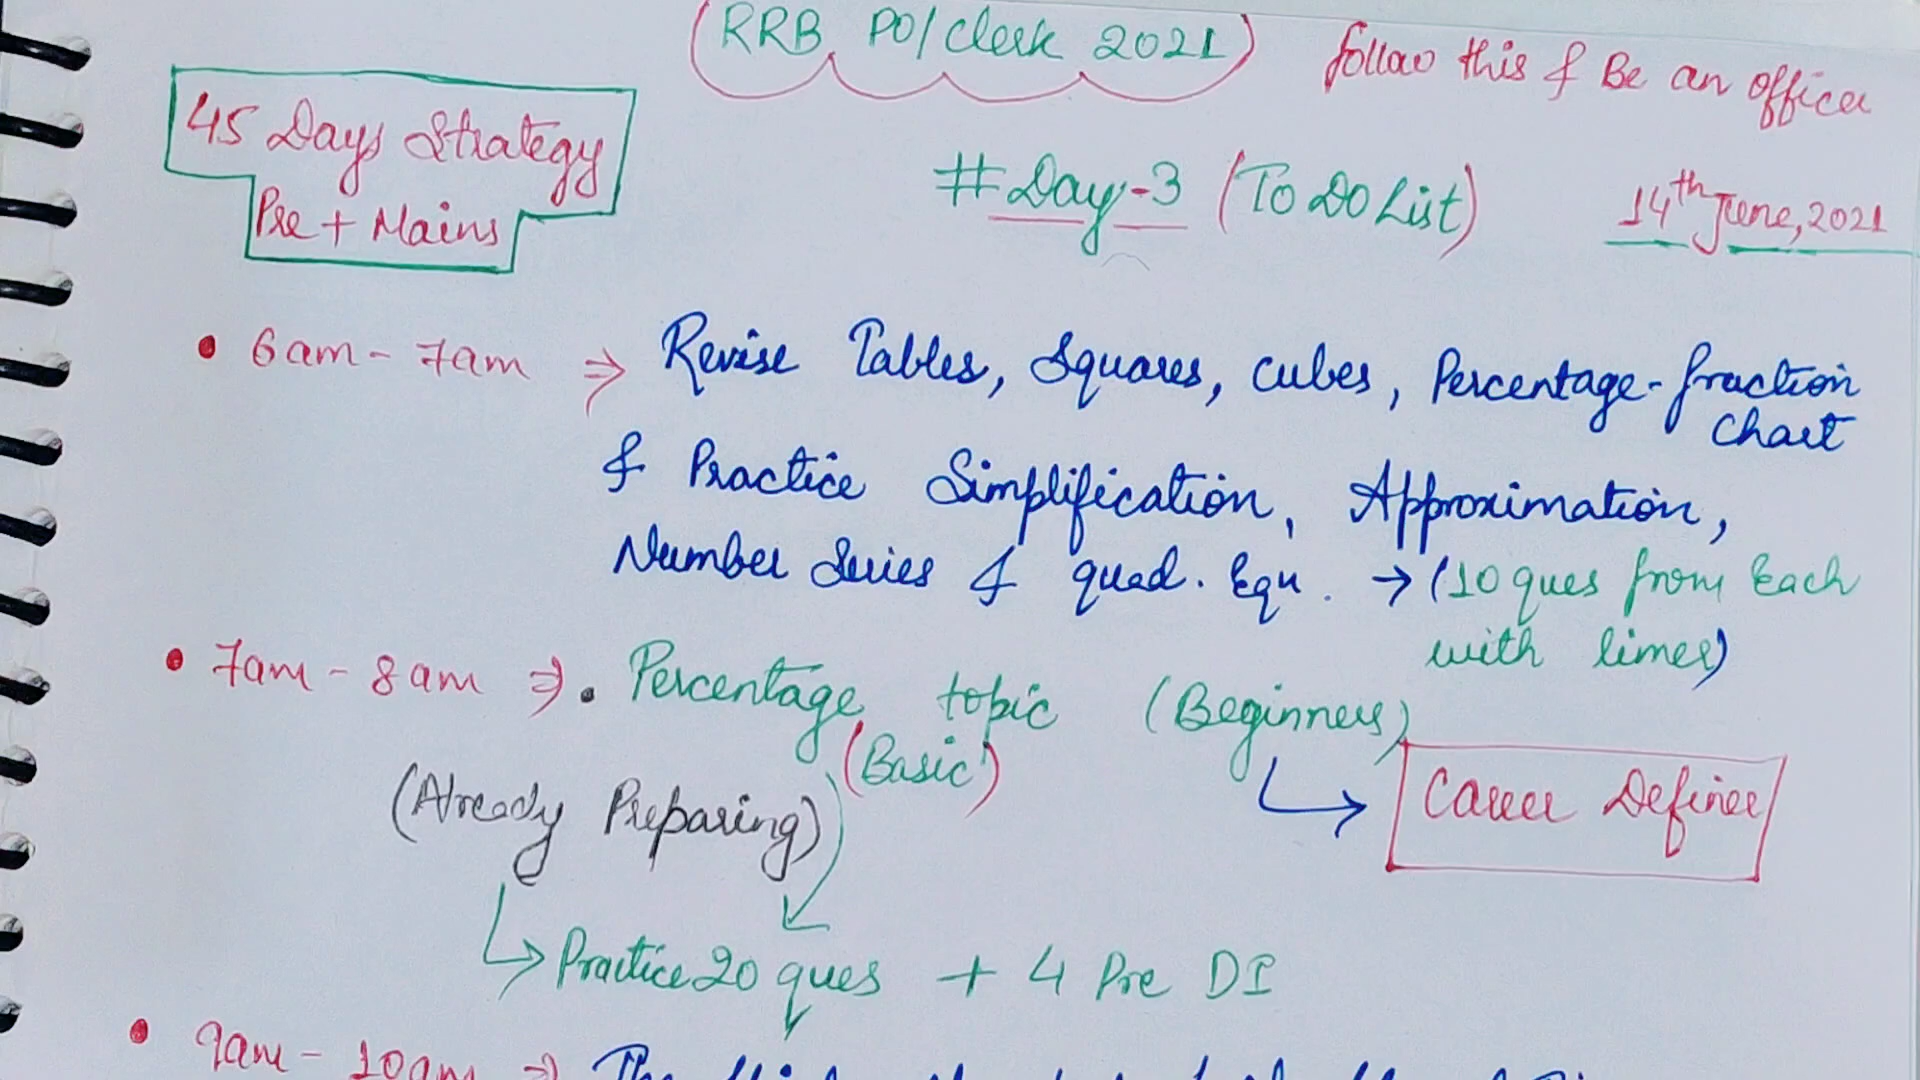 (RRB PO/Clerk 2021)
follow this & Be an officer
45 Days Strategy
Pre + Mains
# Day-3 (To Do List)
14th June, 2021
• 6am - 7am ⇒ Revise Tables, Squares, cubes, Percentage-fraction
Chart
& Practice Simplification, Approximation,
Number Series & quad. Equ. → (10 ques from Each
with timer)
• 7am - 8am ⇒ • Percentage topic (Beginners)
(Basic)
Career Definer
(Already Preparing)
Practice 20 ques + 4 Pre DI
• 9am - 10am ⇒ The